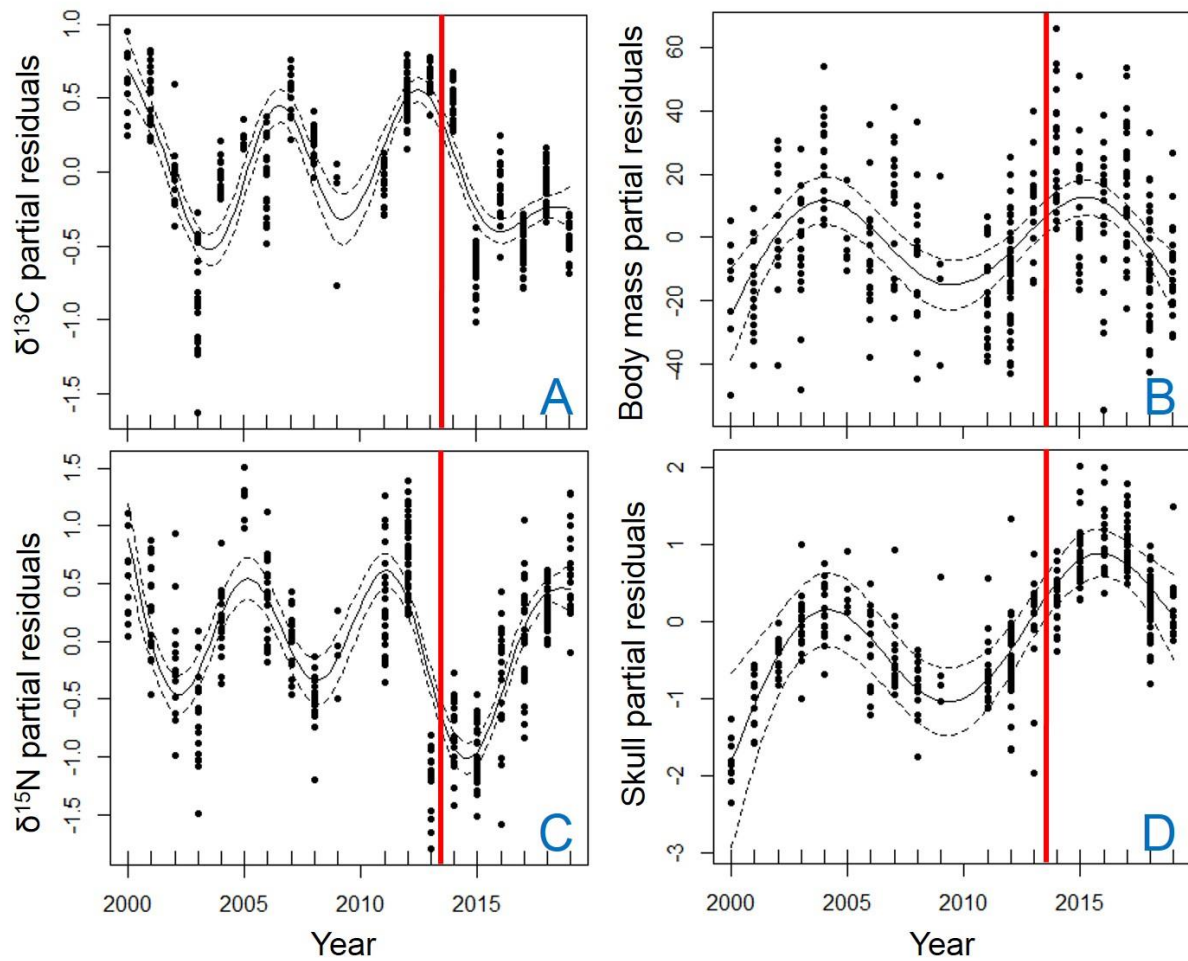 δ13C partial residuals
1.0
0.5
0.0
-0.5
-1.0
-1.5
A
Body mass partial residuals
60
40
20
0
-20
-40
B
δ15N partial residuals
1.5
1.0
0.5
0.0
-0.5
-1.0
-1.5
C
2000 2005 2010 2015
Year
Skull partial residuals
2
1
0
-1
-2
-3
D
2000 2005 2010 2015
Year